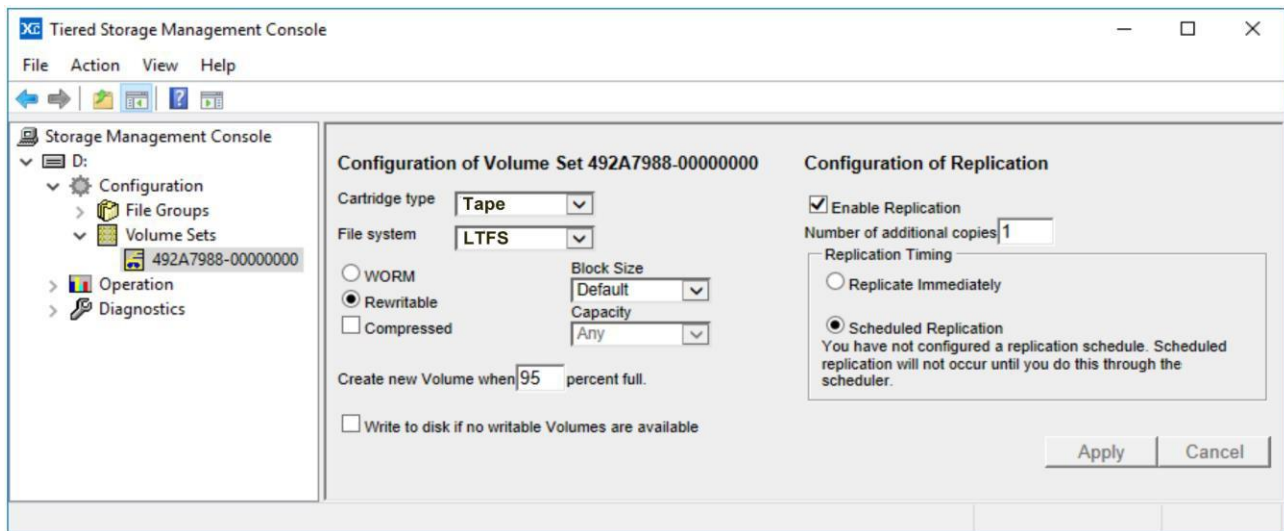 XC Tiered Storage Management Console
File Action View Help
Storage Management Console
D:
Configuration
File Groups
Volume Sets
492A7988-00000000
Operation
Diagnostics
Configuration of Volume Set 492A7988-00000000
Cartridge type Tape
File system LTFS
WORM
Rewritable
Compressed
Block Size
Default
Capacity
Any
Create new Volume when 95 percent full.
Write to disk if no writable Volumes are available
Configuration of Replication
Enable Replication
Number of additional copies 1
Replication Timing
Replicate Immediately
Scheduled Replication
You have not configured a replication schedule. Scheduled
replication will not occur until you do this through the
scheduler.
Apply Cancel